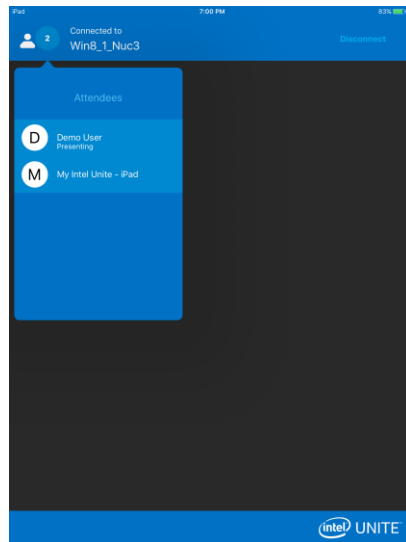 iPad
7:00 PM
83%
2
Connected to
Win8_1_Nuc3
Disconnect
Attendees
D
Demo User
Presenting
M
My Intel Unite - iPad
intel UNITE